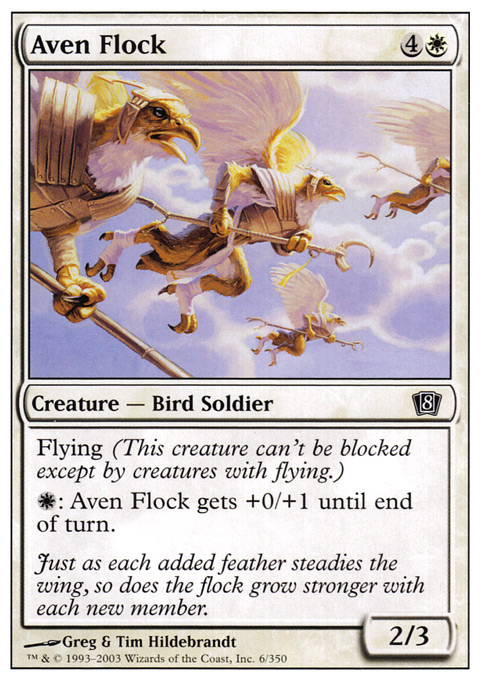 Aven Flock 4
Creature — Bird Soldier 8
Flying (This creature can't be blocked
except by creatures with flying.)
: Aven Flock gets +0/+1 until end
of turn.
Just as each added feather steadies the
wing, so does the flock grow stronger with
each new member.
Greg & Tim Hildebrandt
2/3
™ & © 1993–2003 Wizards of the Coast, Inc. 6/350